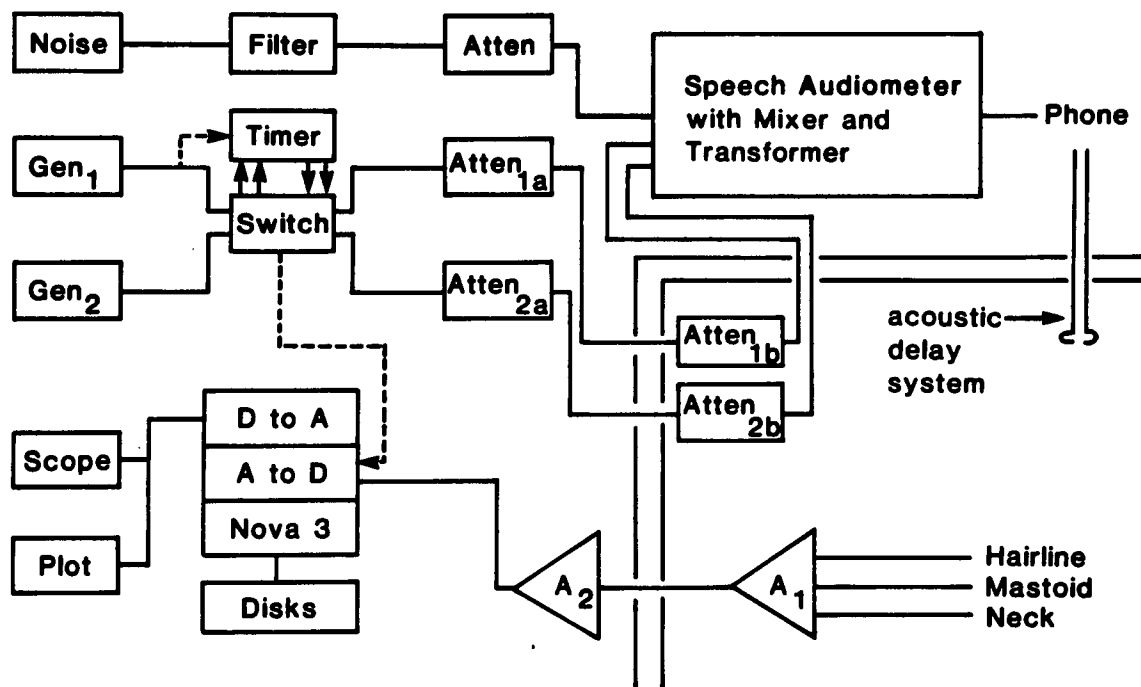 Noise
Filter
Atten
Speech Audiometer
with Mixer and
Transformer
Phone
Gen1
Timer
Switch
Atten1a
Gen2
Atten2a
Atten1b
Atten2b
acoustic
delay
system
D to A
A to D
Nova 3
Disks
Scope
Plot
A2
A1
Hairline
Mastoid
Neck